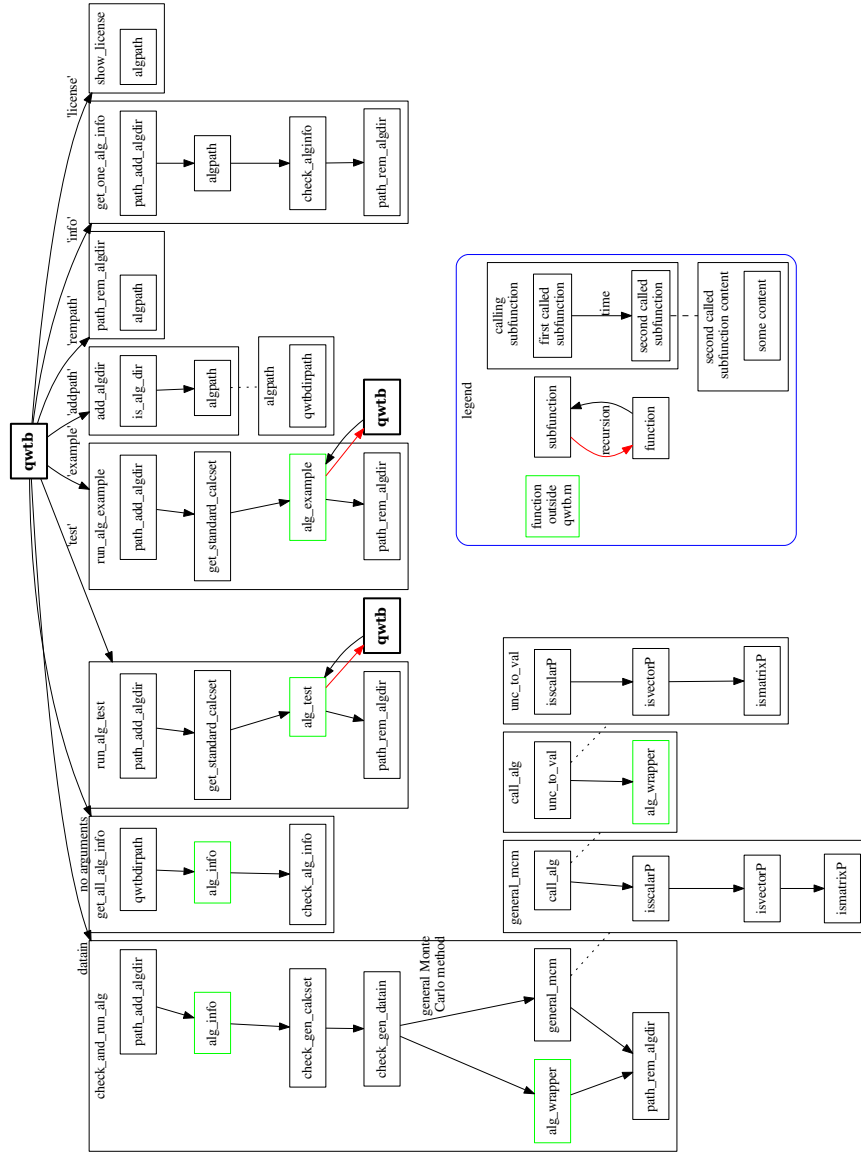 qwtb
datain
no arguments
'test'
'example'
'addpath'
'rempath'
'info'
'license'
check_and_run_alg
path_add_algdir
alg_info
check_gen_calcset
check_gen_datain
general Monte
Carlo method
alg_wrapper
general_mcm
path_rem_algdir
get_all_alg_info
qwtbdirpath
alg_info
check_alg_info
run_alg_test
path_add_algdir
get_standard_calcset
alg_test
path_rem_algdir
qwtb
run_alg_example
path_add_algdir
get_standard_calcset
alg_example
path_rem_algdir
qwtb
add_algdir
is_alg_dir
algpath
algpath
qwtbdirpath
path_rem_algdir
algpath
get_one_alg_info
path_add_algdir
algpath
check_alginfo
path_rem_algdir
show_license
algpath
general_mcm
call_alg
isscalarP
isvectorP
ismatrixP
call_alg
unc_to_val
alg_wrapper
unc_to_val
isscalarP
isvectorP
ismatrixP
legend
function
outside
qwtb.m
subfunction
recursion
function
calling
subfunction
first called
subfunction
time
second called
subfunction
second called
subfunction content
some content